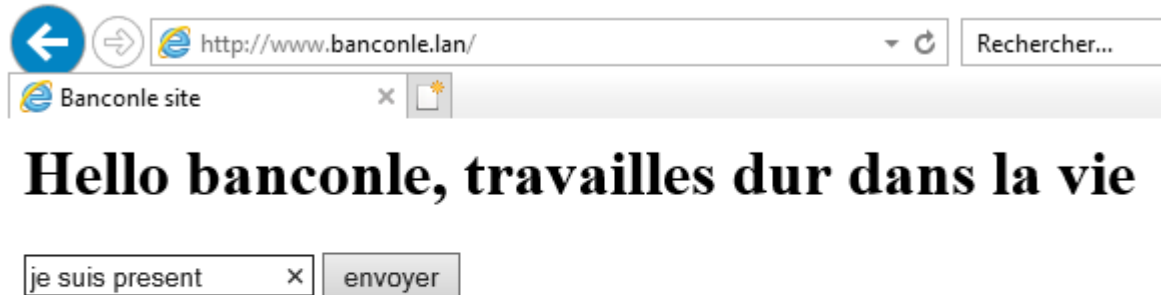 http://www.banconle.lan/
Rechercher...
Banconle site
Hello banconle, travailles dur dans la vie
je suis present
envoyer